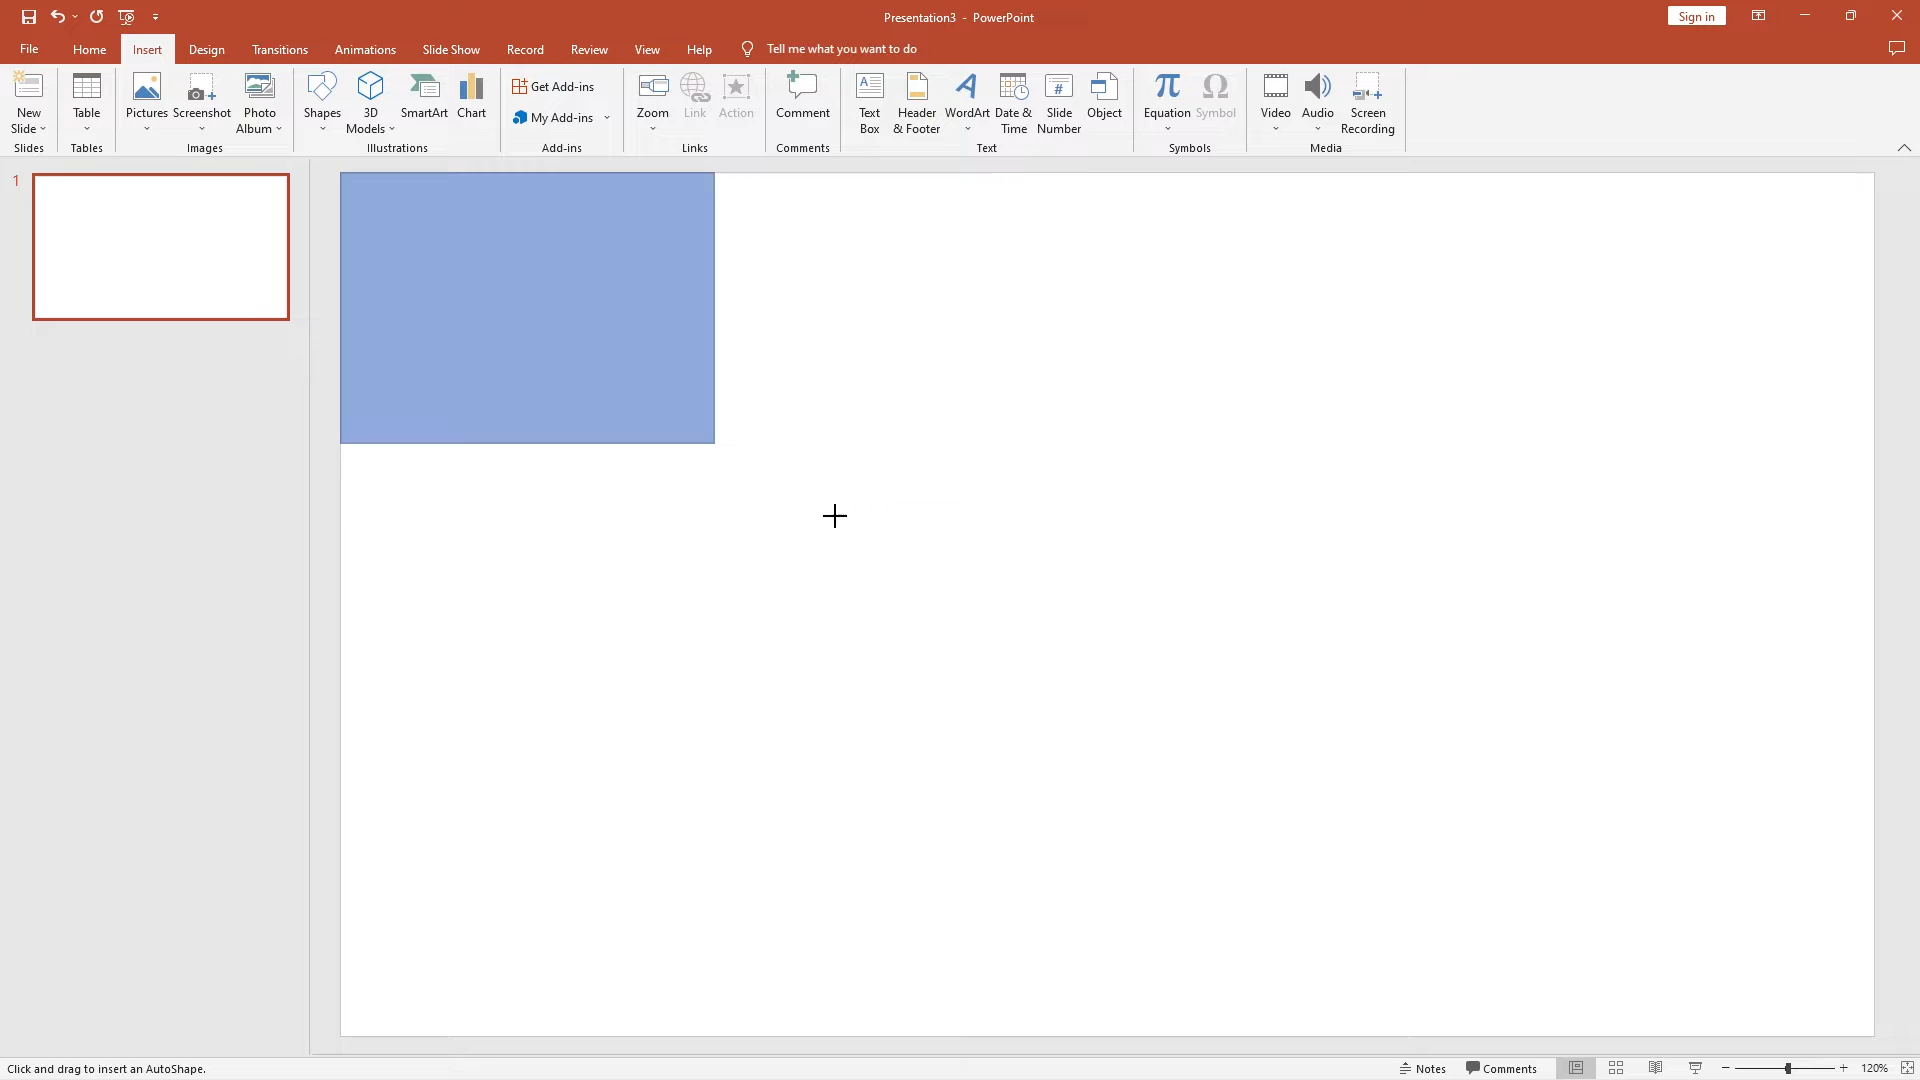 Presentation3 - PowerPoint
Sign in
File Home Insert Design Transitions Animations Slide Show Record Review View Help Tell me what you want to do
New Slide
Table
Pictures
Screenshot
Photo Album
Shapes
3D Models
SmartArt
Chart
Get Add-ins
My Add-ins
Zoom
Link
Action
Comment
Text Box
Header & Footer
WordArt
Date & Time
Slide Number
Object
Equation
Symbol
Video
Audio
Screen Recording
Slides Tables Images Illustrations Add-ins Links Comments Text Symbols Media
1
Click and drag to insert an AutoShape.
Notes Comments 120%